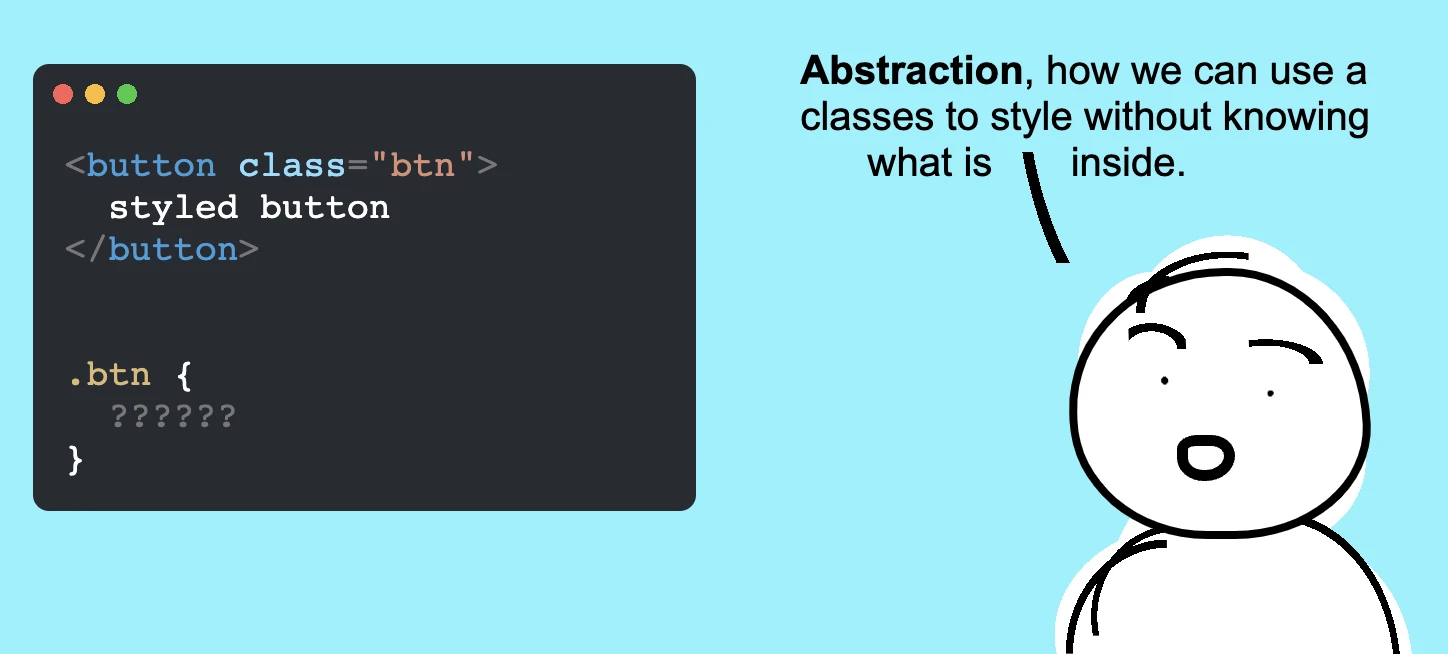 <button class="btn">
styled button
</button>
.btn {
??????
}
Abstraction, how we can use a
classes to style without knowing
what is inside.